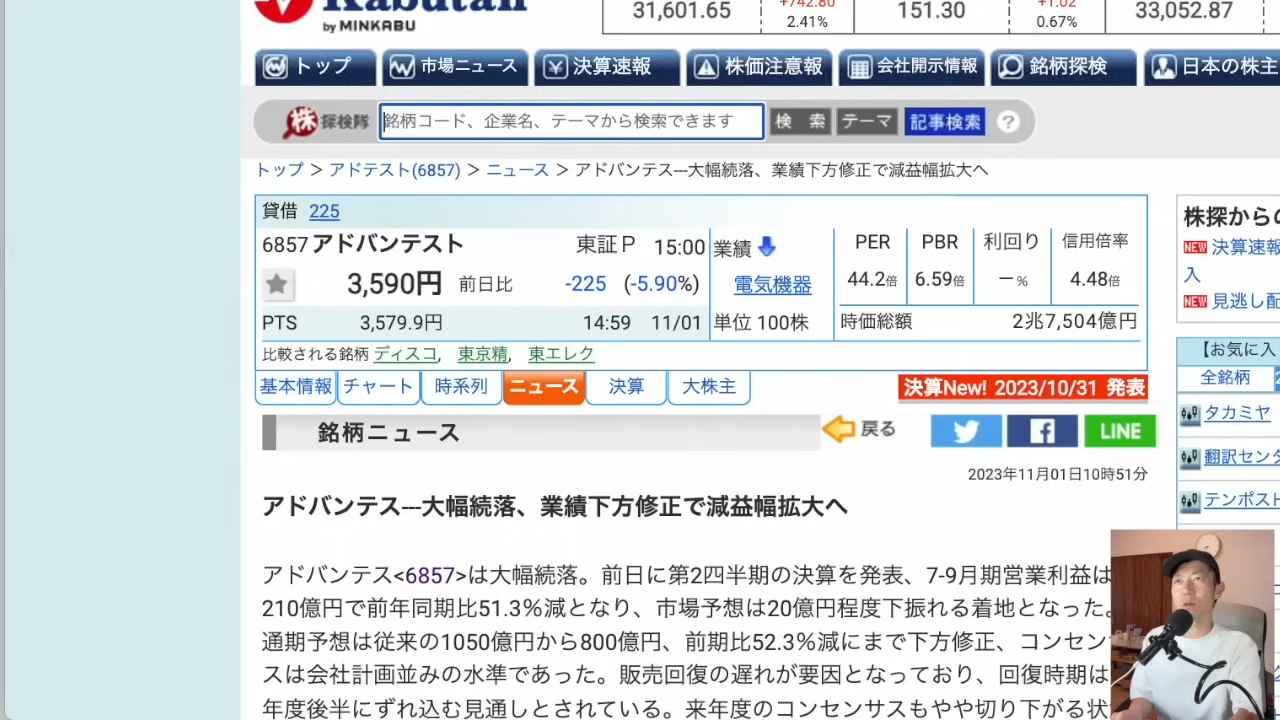 Kabutan
by MINKABU
31,601.65
+742.80
2.41%
151.30
+1.02
0.67%
33,052.87
トップ
市場ニュース
決算速報
株価注意報
会社開示情報
銘柄探検
日本の株主
株探検隊
銘柄コード、企業名、テーマから検索できます
検 索
テーマ
記事検索
?
トップ > アドテスト(6857) > ニュース > アドバンテス---大幅続落、業績下方修正で減益幅拡大へ
貸借 225
6857 アドバンテスト 東証Ｐ 15:00
3,590円 前日比 -225 (-5.90%)
PTS 3,579.9円 14:59 11/01
業績
電気機器
単位 100株
PER PBR 利回り 信用倍率
44.2倍 6.59倍 －％ 4.48倍
時価総額 2兆7,504億円
比較される銘柄 ディスコ, 東京精, 東エレク
基本情報 チャート 時系列 ニュース 決算 大株主
決算New! 2023/10/31 発表
銘柄ニュース
戻る
LINE
2023年11月01日10時51分
アドバンテス---大幅続落、業績下方修正で減益幅拡大へ
アドバンテス<6857>は大幅続落。前日に第2四半期の決算を発表、7-9月期営業利益は
210億円で前年同期比51.3％減となり、市場予想は20億円程度下振れる着地となった。
通期予想は従来の1050億円から800億円、前期比52.3％減にまで下方修正、コンセン
スは会社計画並みの水準であった。販売回復の遅れが要因となっており、回復時期は
年度後半にずれ込む見通しとされている。来年度のコンセンサスもやや切り下がる状
株探からの
NEW 決算速報
入
NEW 見逃し配
【お気に入
全銘柄
タカミヤ
翻訳センタ
テンポスト